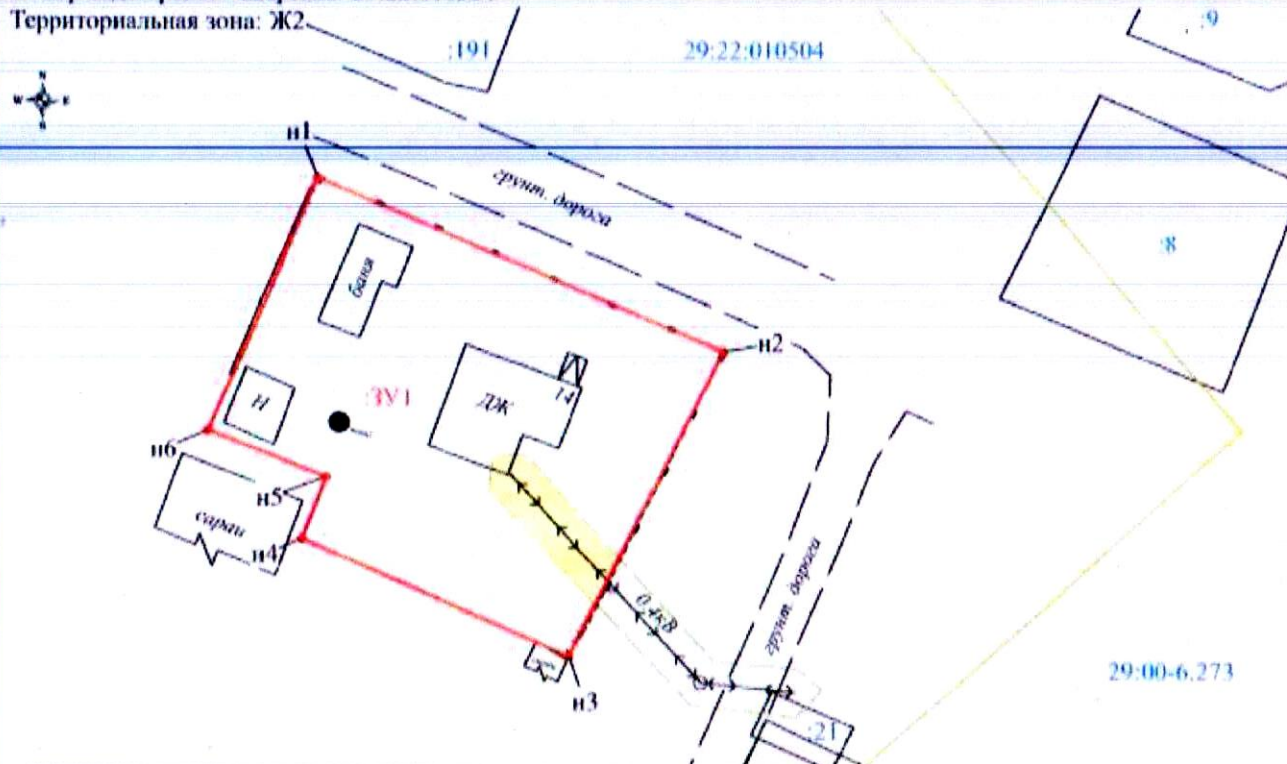 Территориальная зона: Ж2
:191
29:22:010504
:9
N
W E
S
н1
грунт. дорога
:8
баня
н2
:ЗУ1
ДЖ
14
Н
н6
н5
сараи
н4
0,4кВ
грунт. дорога
н3
29:00-6.273
:21